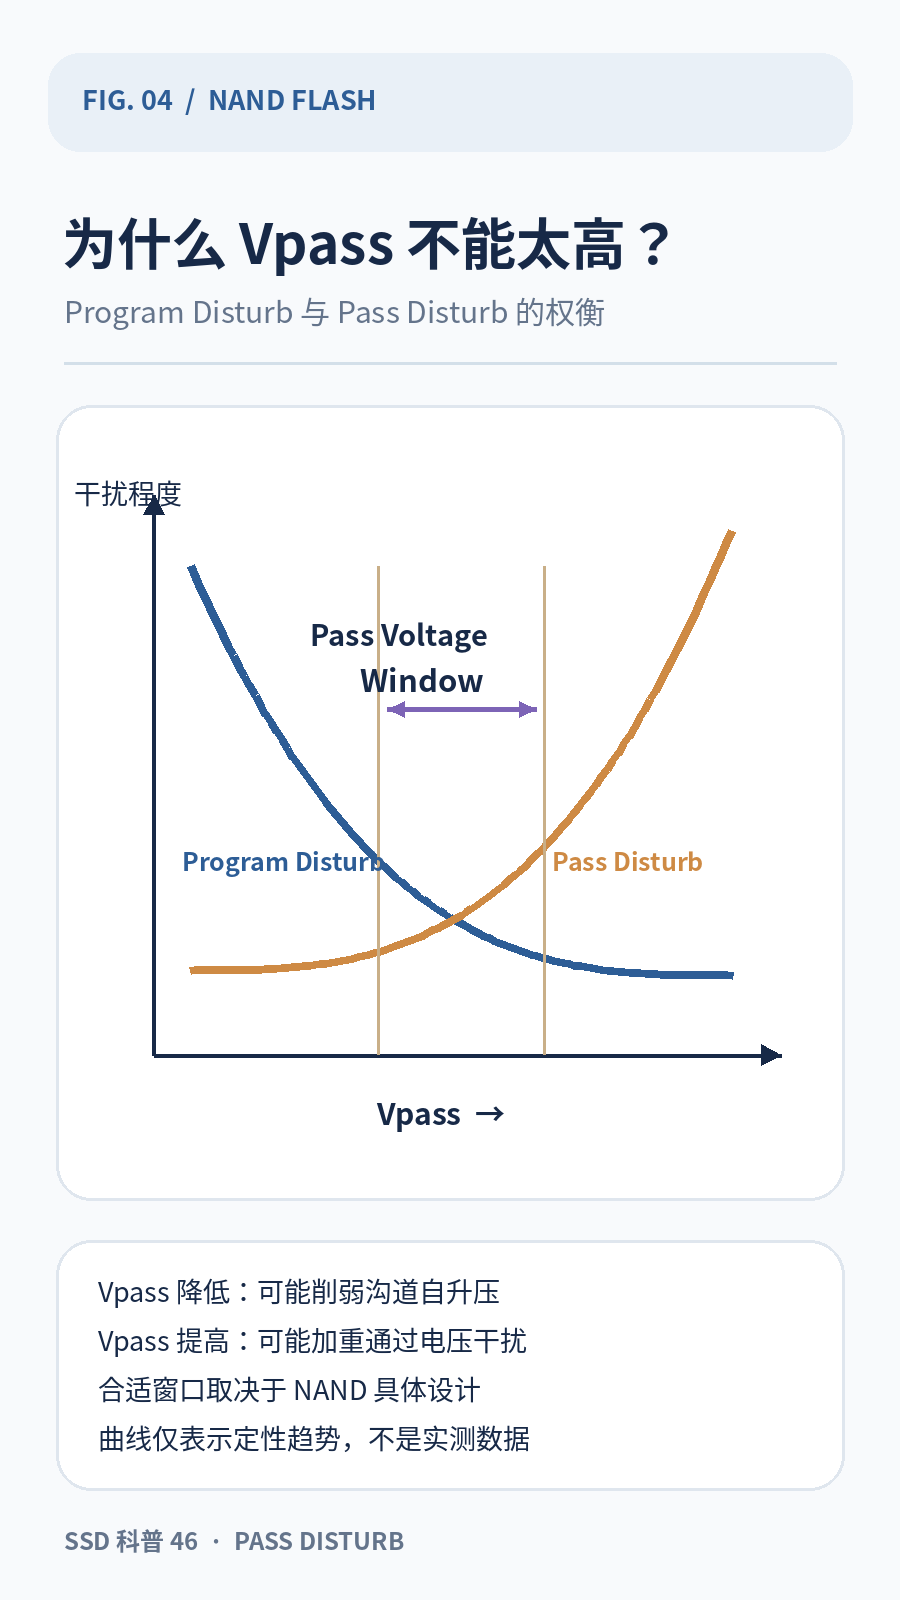 FIG. 04 / NAND FLASH
为什么 Vpass 不能太高？
Program Disturb 与 Pass Disturb 的权衡
干扰程度
Pass Voltage
Window
Program Disturb
Pass Disturb
Vpass →
Vpass 降低：可能削弱沟道自升压
Vpass 提高：可能加重通过电压干扰
合适窗口取决于 NAND 具体设计
曲线仅表示定性趋势，不是实测数据
SSD 科普 46 · PASS DISTURB